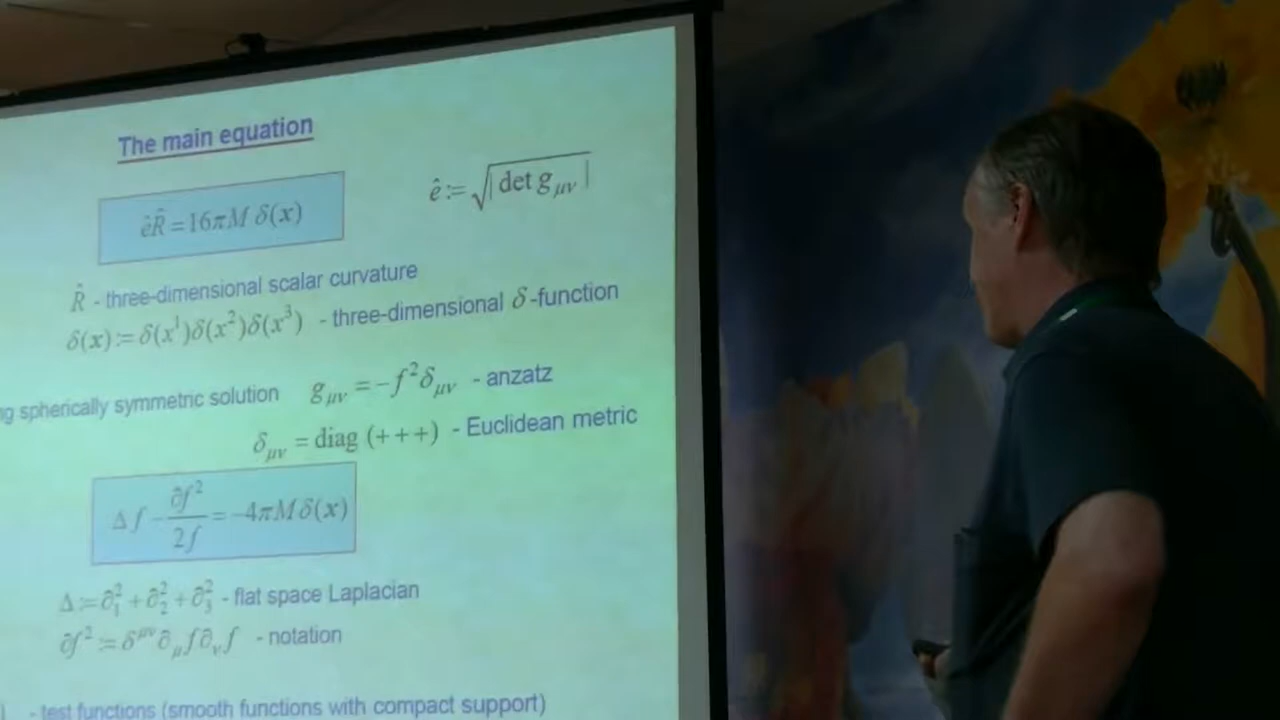 The main equation
êR̂ = 16πM δ(x)
ê := √|det g_μν|
R̂ - three-dimensional scalar curvature
δ(x) := δ(x¹)δ(x²)δ(x³) - three-dimensional δ-function
spherically symmetric solution g_μν = -f²δ_μν - anzatz
δ_μν = diag (+++) - Euclidean metric
Δf - ∂f²/2f = -4πMδ(x)
Δ := ∂₁² + ∂₂² + ∂₃² - flat space Laplacian
∂f² := δ^μν ∂_μ f ∂_ν f - notation
- test functions (smooth functions with compact support)